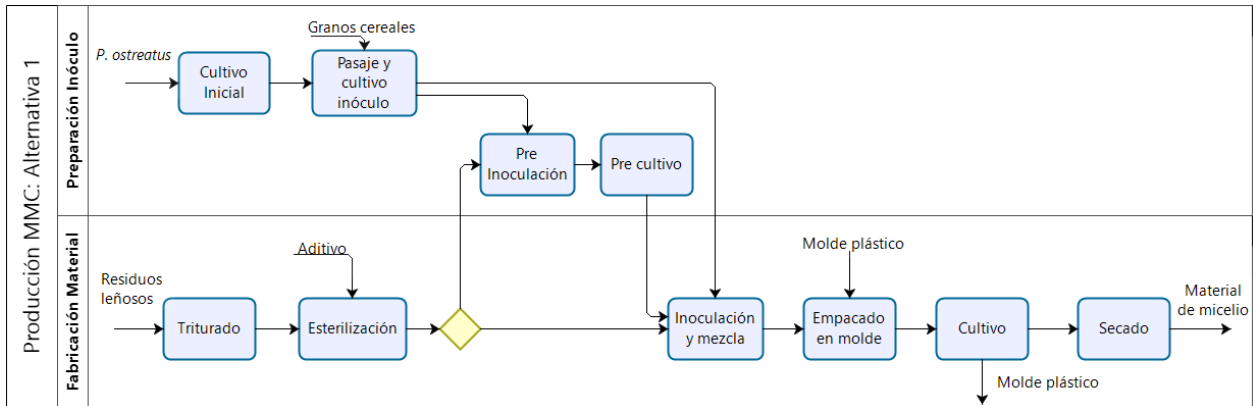 Producción MMC: Alternativa 1
Preparación Inóculo
Granos cereales
P. ostreatus
Cultivo
Inicial
Pasaje y
cultivo
inóculo
Pre
Inoculación
Pre cultivo
Fabricación Material
Residuos
leñosos
Triturado
Aditivo
Esterilización
Inoculación
y mezcla
Molde plástico
Empacado
en molde
Cultivo
Molde plástico
Secado
Material
de micelio